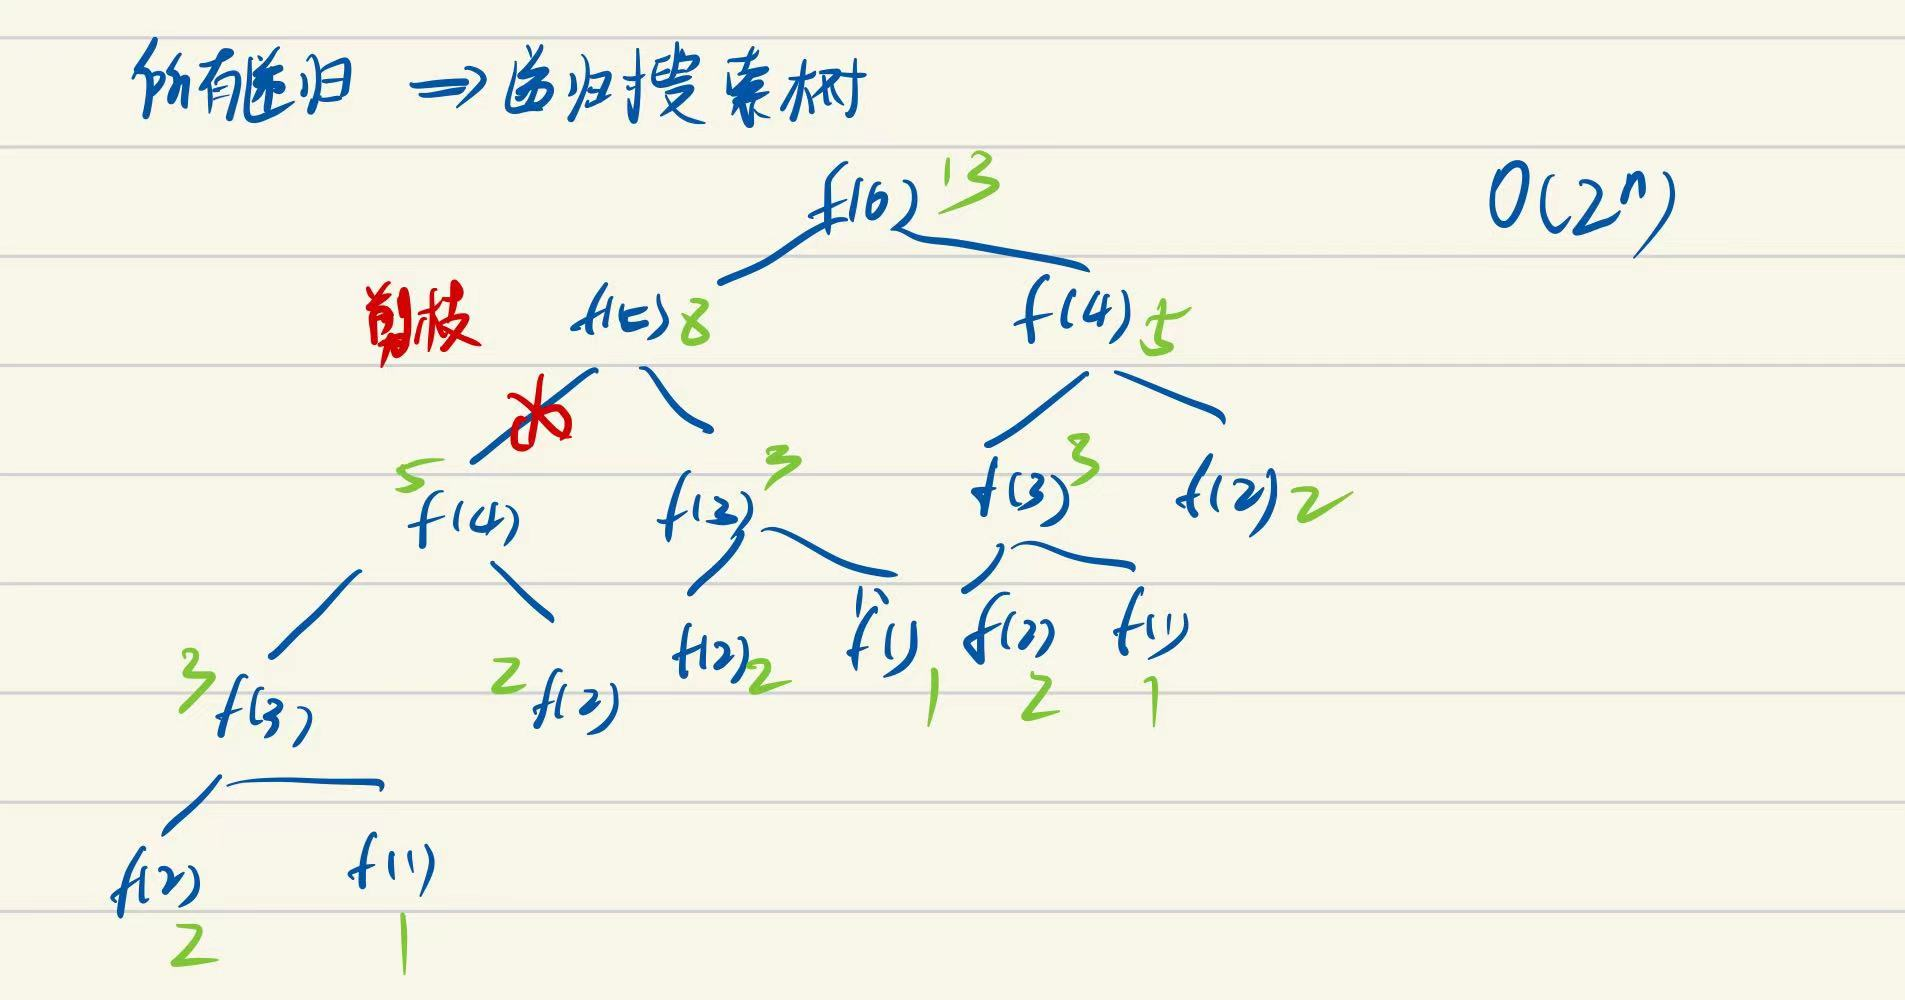 所有递归 ⇒ 递归搜索树
f(6) 13
O(2ⁿ)
剪枝 f(5) 8 f(4) 5
5 f(4) f(3) 3 f(3) 3 f(2) 2
3 f(3) 2 f(2) f(2) 2 f(1) 1 f(2) 2 f(1) 1
f(2) f(1)
2 1